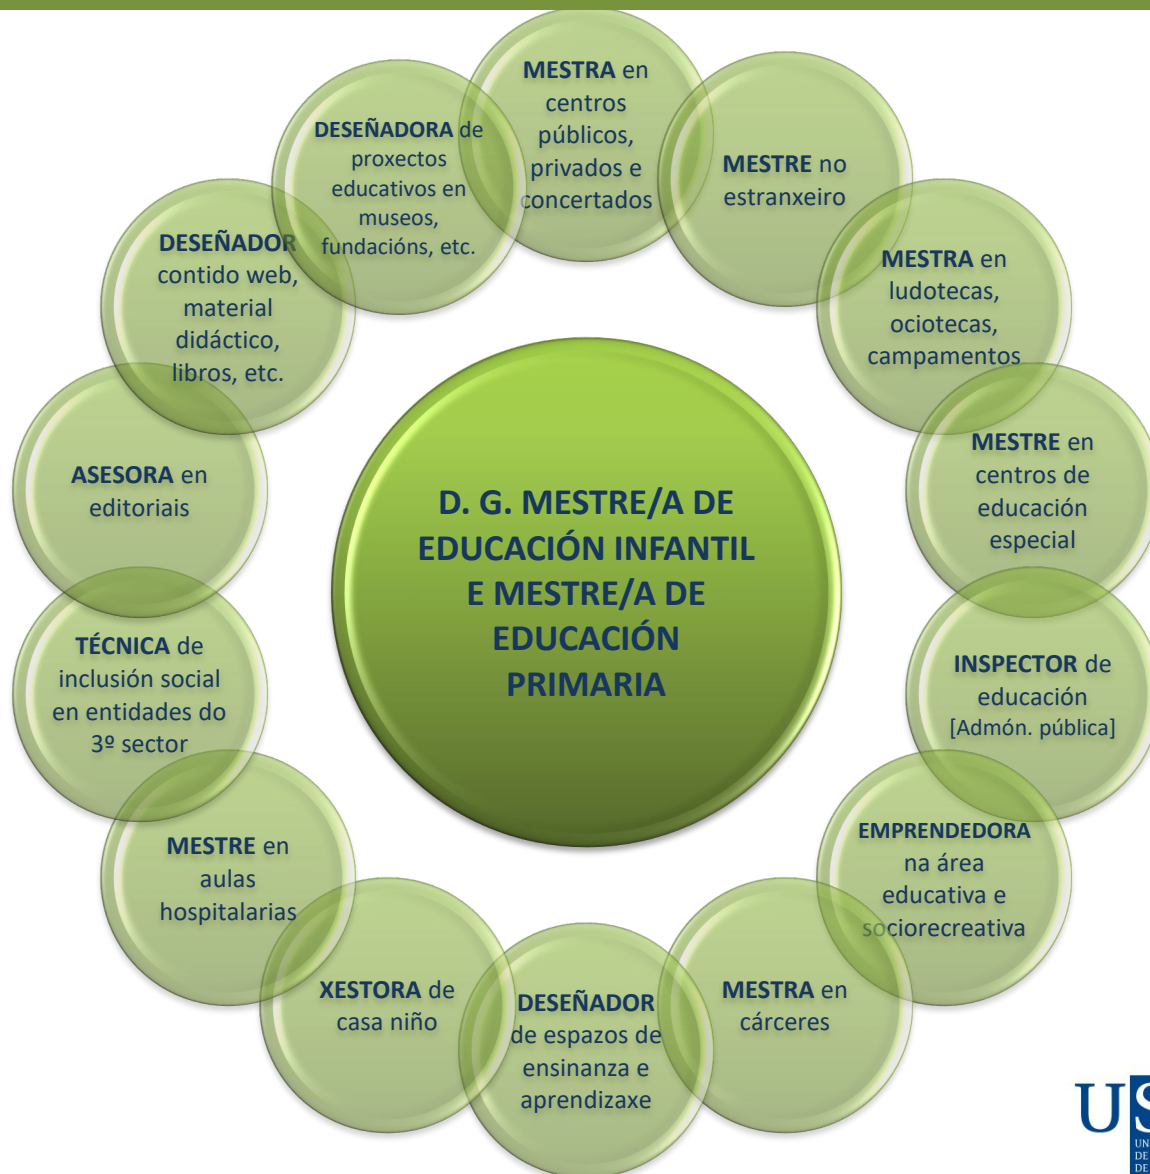 D. G. MESTRE/A DE
EDUCACIÓN INFANTIL
E MESTRE/A DE
EDUCACIÓN
PRIMARIA
MESTRA en
centros
públicos,
privados e
concertados
MESTRE no
estranxeiro
MESTRA en
ludotecas,
ociotecas,
campamentos
MESTRE en
centros de
educación
especial
INSPECTOR de
educación
[Admón. pública]
EMPRENDEDORA
na área
educativa e
sociorecreativa
MESTRA en
cárceres
DESEÑADOR
de espazos de
ensinanza e
aprendizaxe
XESTORA de
casa niño
MESTRE en
aulas
hospitalarias
TÉCNICA de
inclusión social
en entidades do
3º sector
ASESORA en
editoriais
DESEÑADOR
contido web,
material
didáctico,
libros, etc.
DESEÑADORA de
proxectos
educativos en
museos,
fundacións, etc.
US
UN
DE
DE